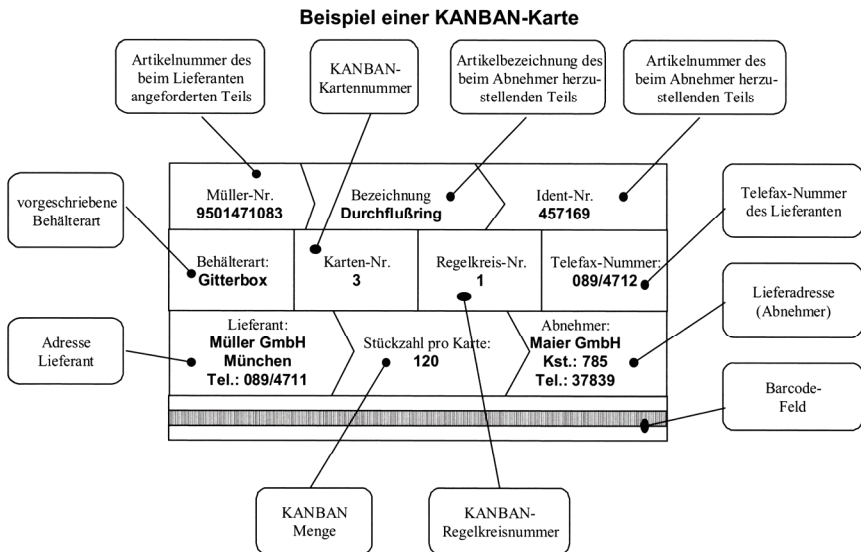 Beispiel einer KANBAN-Karte
Artikelnummer des
beim Lieferanten
angeforderten Teils
KANBAN-
Kartennummer
Artikelbezeichnung des
beim Abnehmer herzu-
stellenden Teils
Artikelnummer des
beim Abnehmer herzu-
stellenden Teils
vorgeschriebene
Behälterart
Müller-Nr.
9501471083
Bezeichnung
Durchflußring
Ident-Nr.
457169
Telefax-Nummer
des Lieferanten
Behälterart:
Gitterbox
Karten-Nr.
3
Regelkreis-Nr.
1
Telefax-Nummer:
089/4712
Adresse
Lieferant
Lieferant:
Müller GmbH
München
Tel.: 089/4711
Stückzahl pro Karte:
120
Abnehmer:
Maier GmbH
Kst.: 785
Tel.: 37839
Lieferadresse
(Abnehmer)
Barcode-
Feld
KANBAN
Menge
KANBAN-
Regelkreisnummer